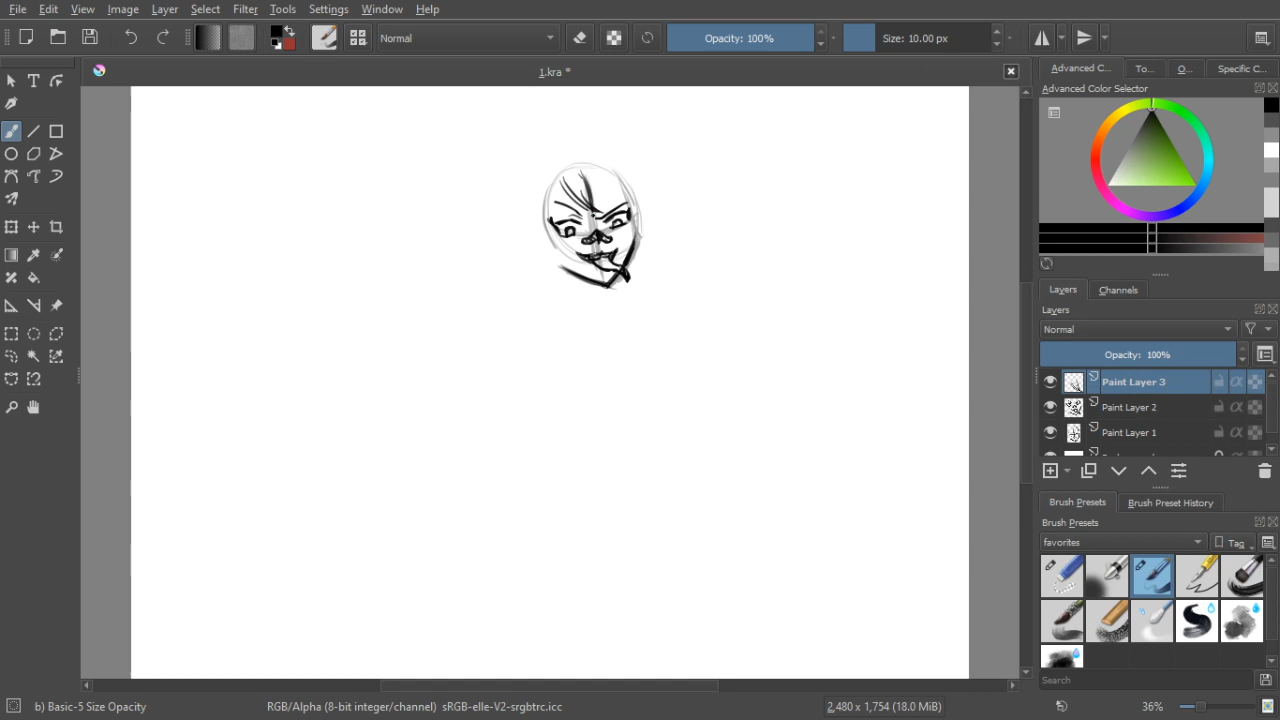 File Edit View Image Layer Select Filter Tools Settings Window Help
Normal Opacity: 100% Size: 10.00 px
1.kra *
Advanced C... To... O... Specific C...
Advanced Color Selector
Layers Channels
Layers
Normal
Opacity: 100%
Paint Layer 3
Paint Layer 2
Paint Layer 1
Brush Presets Brush Preset History
Brush Presets
favorites Tag
Search
b) Basic-5 Size Opacity RGB/Alpha (8-bit integer/channel) sRGB-elle-V2-srgbtrc.icc 2,480 x 1,754 (18.0 MiB) 36%